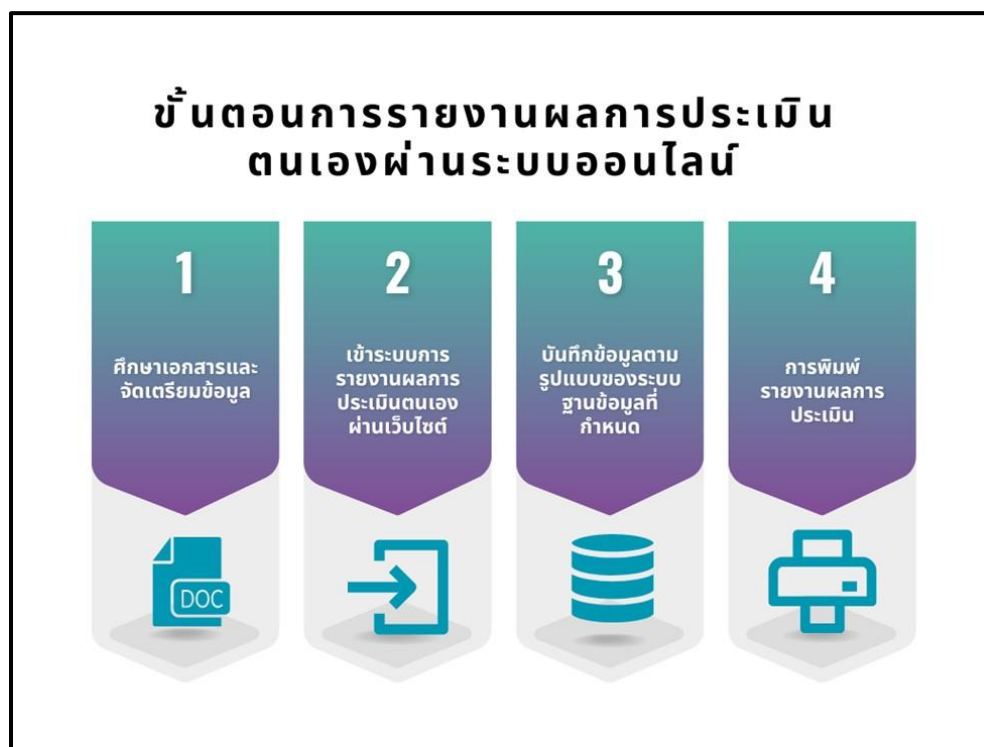 ขั้นตอนการรายงานผลการประเมิน
ตนเองผ่านระบบออนไลน์
1
ศึกษาเอกสารและ
จัดเตรียมข้อมูล
DOC
2
เข้าระบบการ
รายงานผลการ
ประเมินตนเอง
ผ่านเว็บไซต์
3
บันทึกข้อมูลตาม
รูปแบบของระบบ
ฐานข้อมูลที่
กำหนด
4
การพิมพ์
รายงานผลการ
ประเมิน